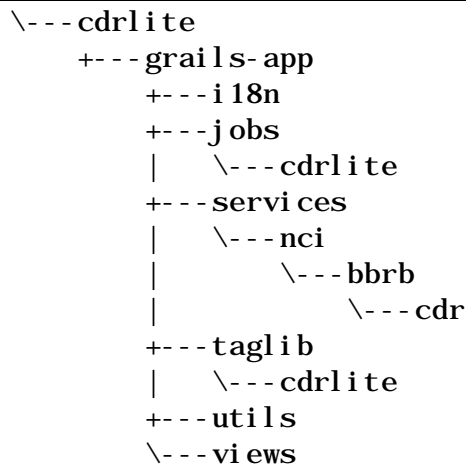 \---cdrlite
    +---grails-app
        +---i18n
        +---jobs
        |   \---cdrlite
        +---services
        |   \---nci
        |       \---bbrb
        |           \---cdr
        +---taglib
        |   \---cdrlite
        +---utils
        \---views